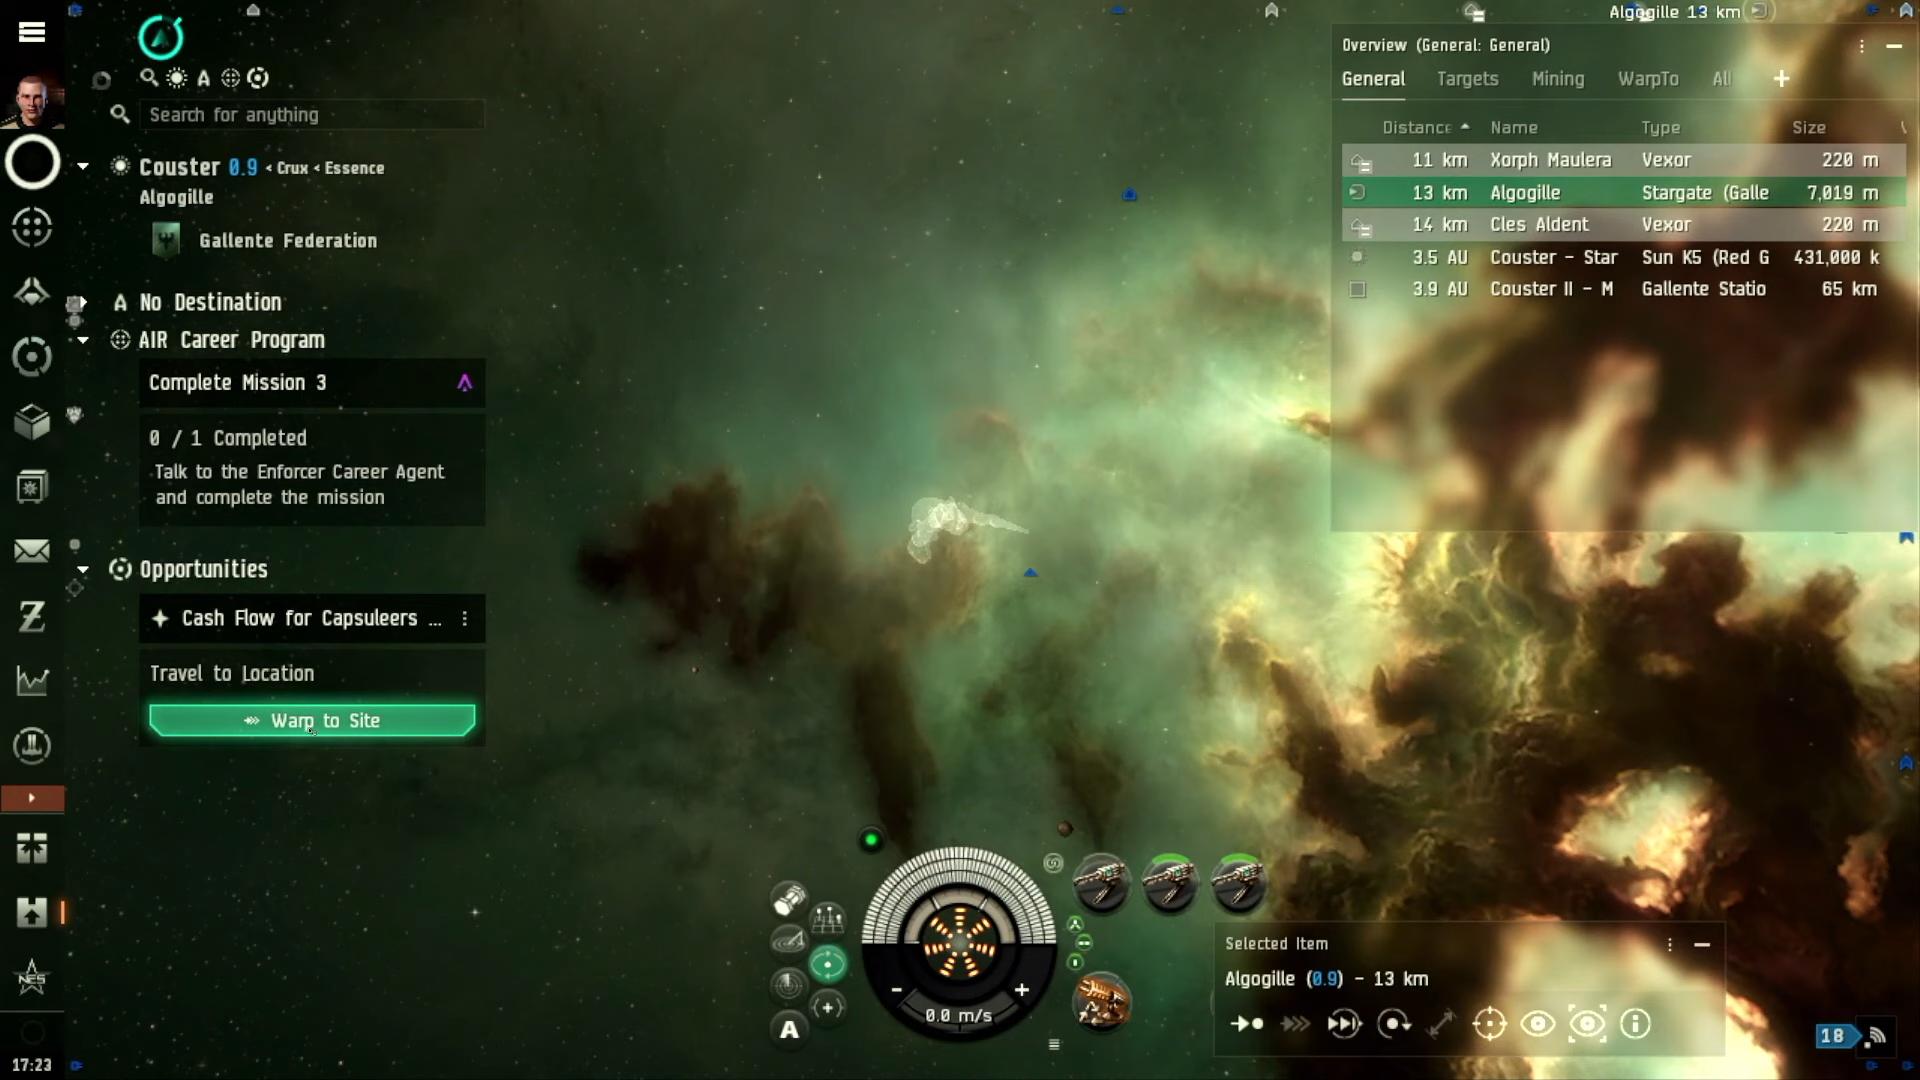 Algogille 13 km
Search for anything
Couster 0.9 < Crux < Essence
Algogille
Gallente Federation
No Destination
AIR Career Program
Complete Mission 3
0 / 1 Completed
Talk to the Enforcer Career Agent
and complete the mission
Opportunities
Cash Flow for Capsuleers ...
Travel to Location
Warp to Site
NES
17:23
Overview (General: General)
General Targets Mining WarpTo All
Distance Name Type Size
11 km Xorph Maulera Vexor 220 m
13 km Algogille Stargate (Galle 7,019 m
14 km Cles Aldent Vexor 220 m
3.5 AU Couster - Star Sun K5 (Red G 431,000 k
3.9 AU Couster II - M Gallente Statio 65 km
A
0.0 m/s
Selected Item
Algogille (0.9) - 13 km
18